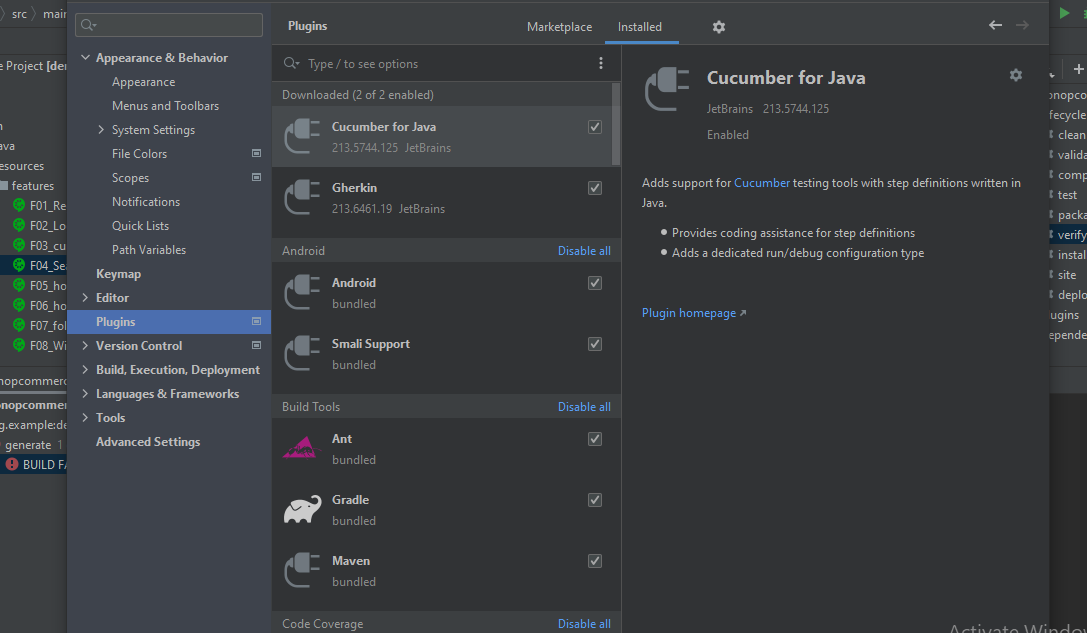 src
main
Plugins
Marketplace
Installed
Project [de
Appearance & Behavior
Appearance
Menus and Toolbars
System Settings
File Colors
Scopes
Notifications
Quick Lists
Path Variables
Keymap
Editor
Plugins
Version Control
Build, Execution, Deployment
Languages & Frameworks
Tools
Advanced Settings
ava
esources
features
F01_Re
F02_Lo
F03_cu
F04_Sea
F05_ho
F06_ho
F07_fol
F08_Wi
nopcommerc
nopcommer
g.example:de
generate 1
BUILD FA
Type / to see options
Downloaded (2 of 2 enabled)
Cucumber for Java
213.5744.125 JetBrains
Gherkin
213.6461.19 JetBrains
Android
Disable all
Android
bundled
Smali Support
bundled
Build Tools
Disable all
Ant
bundled
Gradle
bundled
Maven
bundled
Code Coverage
Disable all
Cucumber for Java
JetBrains 213.5744.125
Enabled
Adds support for Cucumber testing tools with step definitions written in
Java.
Provides coding assistance for step definitions
Adds a dedicated run/debug configuration type
Plugin homepage
onopco
ifecycle
clean
valida
comp
test
packa
verify
install
site
deplo
ugins
epende
Activate Window